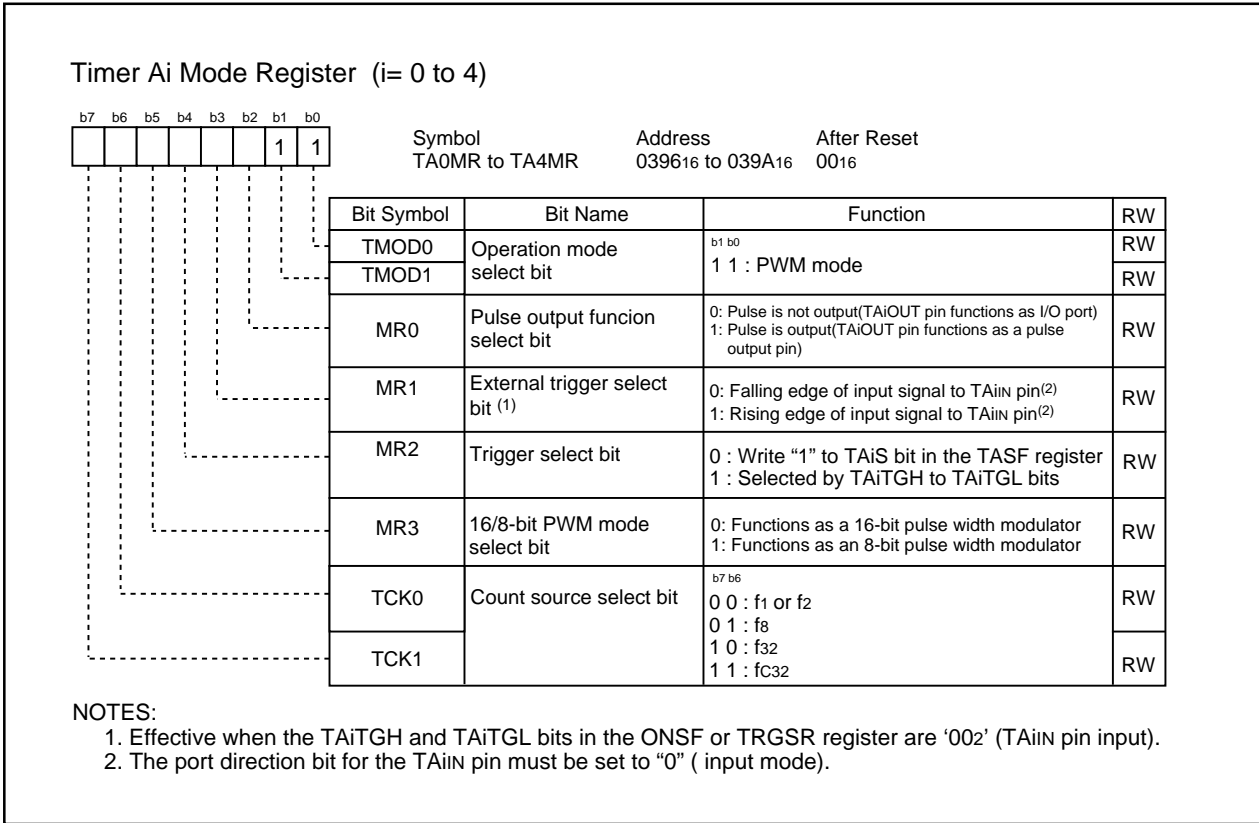 Timer Ai Mode Register (i= 0 to 4)
b7 b6 b5 b4 b3 b2 b1 b0
1 1
Symbol Address After Reset
TA0MR to TA4MR 039616 to 039A16 0016
Bit Symbol Bit Name Function RW
TMOD0 Operation mode select bit b1 b0 RW
TMOD1 1 1 : PWM mode RW
MR0 Pulse output funcion select bit 0: Pulse is not output(TAiOUT pin functions as I/O port)
1: Pulse is output(TAiOUT pin functions as a pulse output pin) RW
MR1 External trigger select bit (1) 0: Falling edge of input signal to TAiIN pin(2)
1: Rising edge of input signal to TAiIN pin(2) RW
MR2 Trigger select bit 0 : Write “1” to TAiS bit in the TASF register
1 : Selected by TAiTGH to TAiTGL bits RW
MR3 16/8-bit PWM mode select bit 0: Functions as a 16-bit pulse width modulator
1: Functions as an 8-bit pulse width modulator RW
TCK0 Count source select bit b7 b6 RW
0 0 : f1 or f2
0 1 : f8
TCK1 1 0 : f32
1 1 : fC32 RW
NOTES:
1. Effective when the TAiTGH and TAiTGL bits in the ONSF or TRGSR register are ‘002’ (TAiIN pin input).
2. The port direction bit for the TAiIN pin must be set to “0” ( input mode).